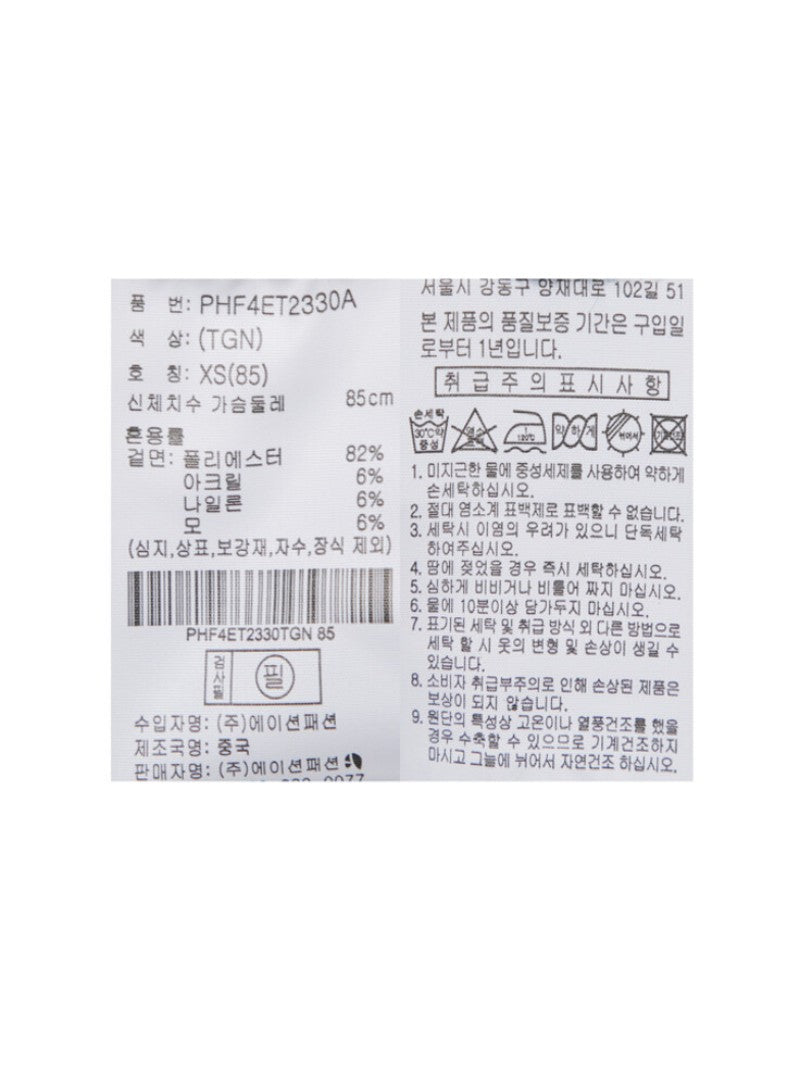 품 번: PHF4ET2330A
색 상: (TGN)
호 칭: XS(85)
신체치수 가슴둘레 85cm
혼용률
겉면: 폴리에스터 82%
아크릴 6%
나일론 6%
모 6%
(심지,상표,보강재,자수,장식 제외)
PHF4ET2330TGN 85
검사필 필
수입자명: (주)에이션패션
제조국명: 중국
판매자명: (주)에이션패션
서울시 강동구 양재대로 102길 51
본 제품의 품질보증 기간은 구입일
로부터 1년입니다.
취급주의표시사항
손세탁
30℃약
중성
염소
표백
120℃
약하게
뉘어서
1. 미지근한 물에 중성세제를 사용하여 약하게
손세탁하십시오.
2. 절대 염소계 표백제로 표백할 수 없습니다.
3. 세탁시 이염의 우려가 있으니 단독세탁
하여주십시오.
4. 땀에 젖었을 경우 즉시 세탁하십시오.
5. 심하게 비비거나 비틀어 짜지 마십시오.
6. 물에 10분이상 담가두지 마십시오.
7. 표기된 세탁 및 취급 방식 외 다른 방법으로
세탁 할 시 옷의 변형 및 손상이 생길 수
있습니다.
8. 소비자 취급부주의로 인해 손상된 제품은
보상이 되지 않습니다.
9. 원단의 특성상 고온이나 열풍건조를 했을
경우 수축할 수 있으므로 기계건조하지
마시고 그늘에 뉘어서 자연건조 하십시오.